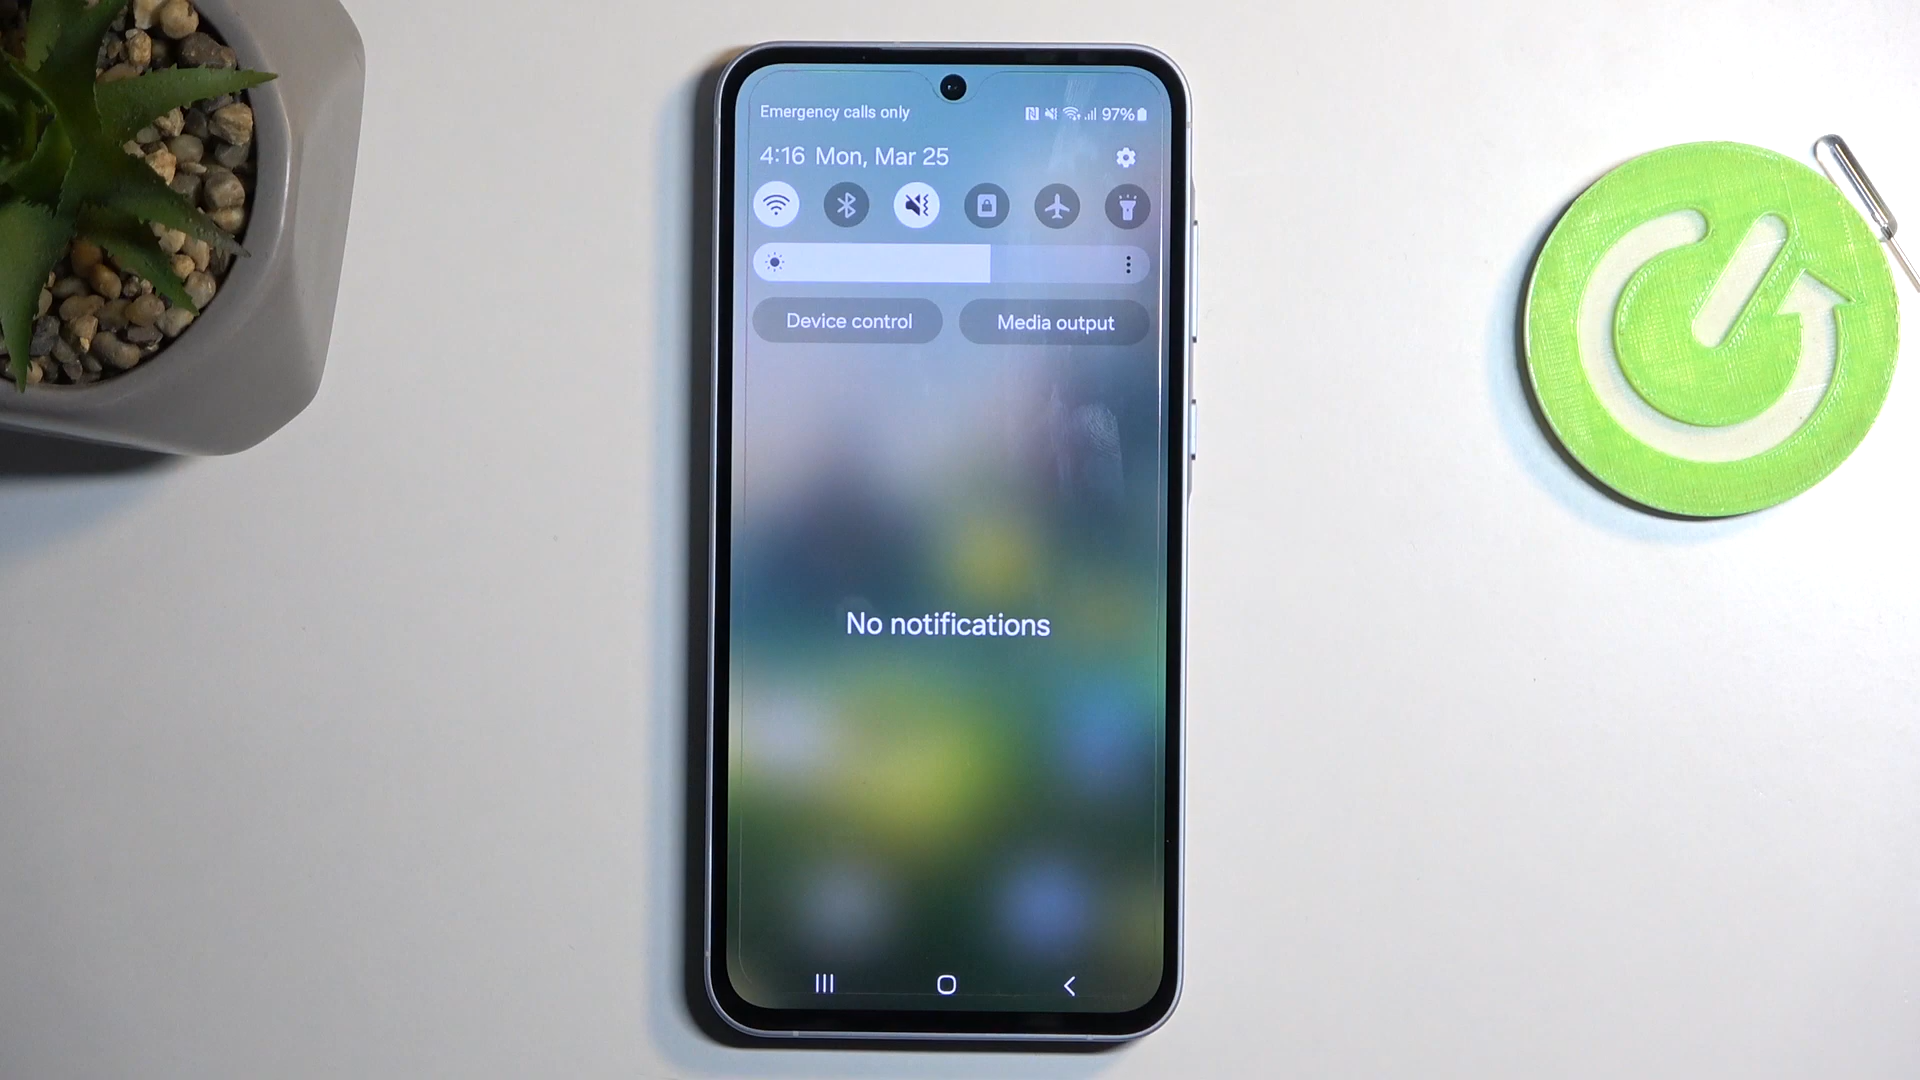 Emergency calls only 97%
4:16 Mon, Mar 25
Device control Media output
No notifications